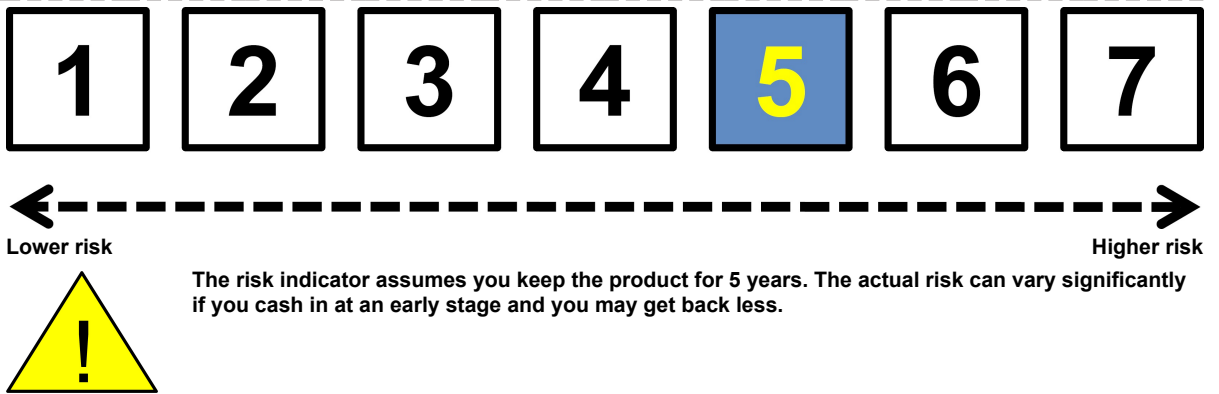 1 2 3 4 5 6 7
Lower risk Higher risk
The risk indicator assumes you keep the product for 5 years. The actual risk can vary significantly
if you cash in at an early stage and you may get back less.
!